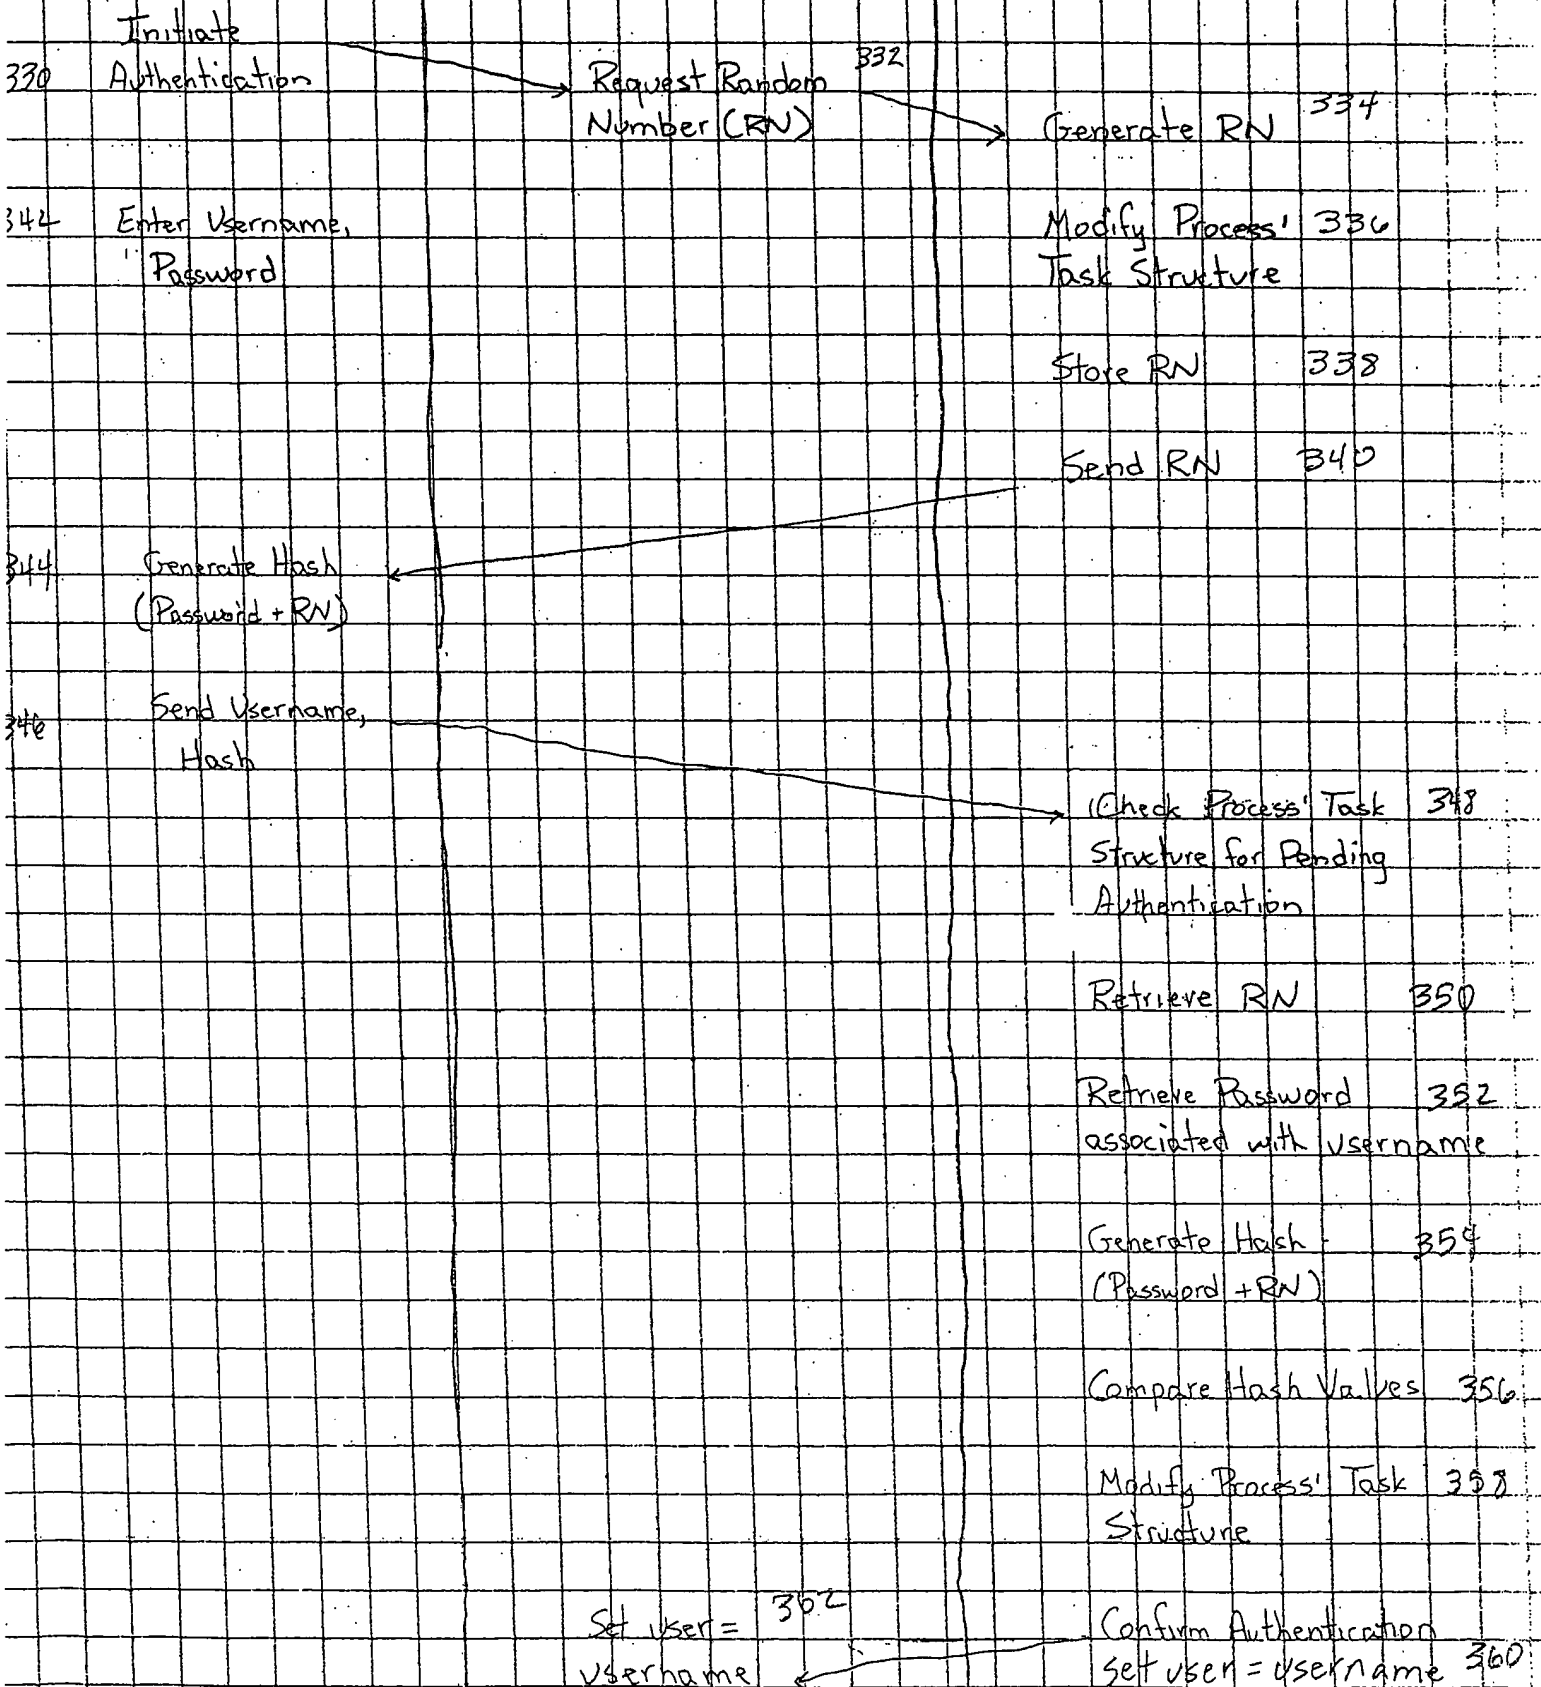 Initiate
330 Authentication
Request Random 332
Number (RN)
Generate RN 334
342 Enter Username,
Password
Modify Process' 336
Task Structure
Store RN 338
Send RN 340
344 Generate Hash
(Password + RN)
346 Send Username,
Hash
Check Process' Task 348
Structure for Pending
Authentication
Retrieve RN 350
Retrieve Password 352
associated with username
Generate Hash 354
(Password + RN)
Compare Hash Values 356
Modify Process' Task 358
Structure
Set user = 362
username
Confirm Authentication
set user = username 360